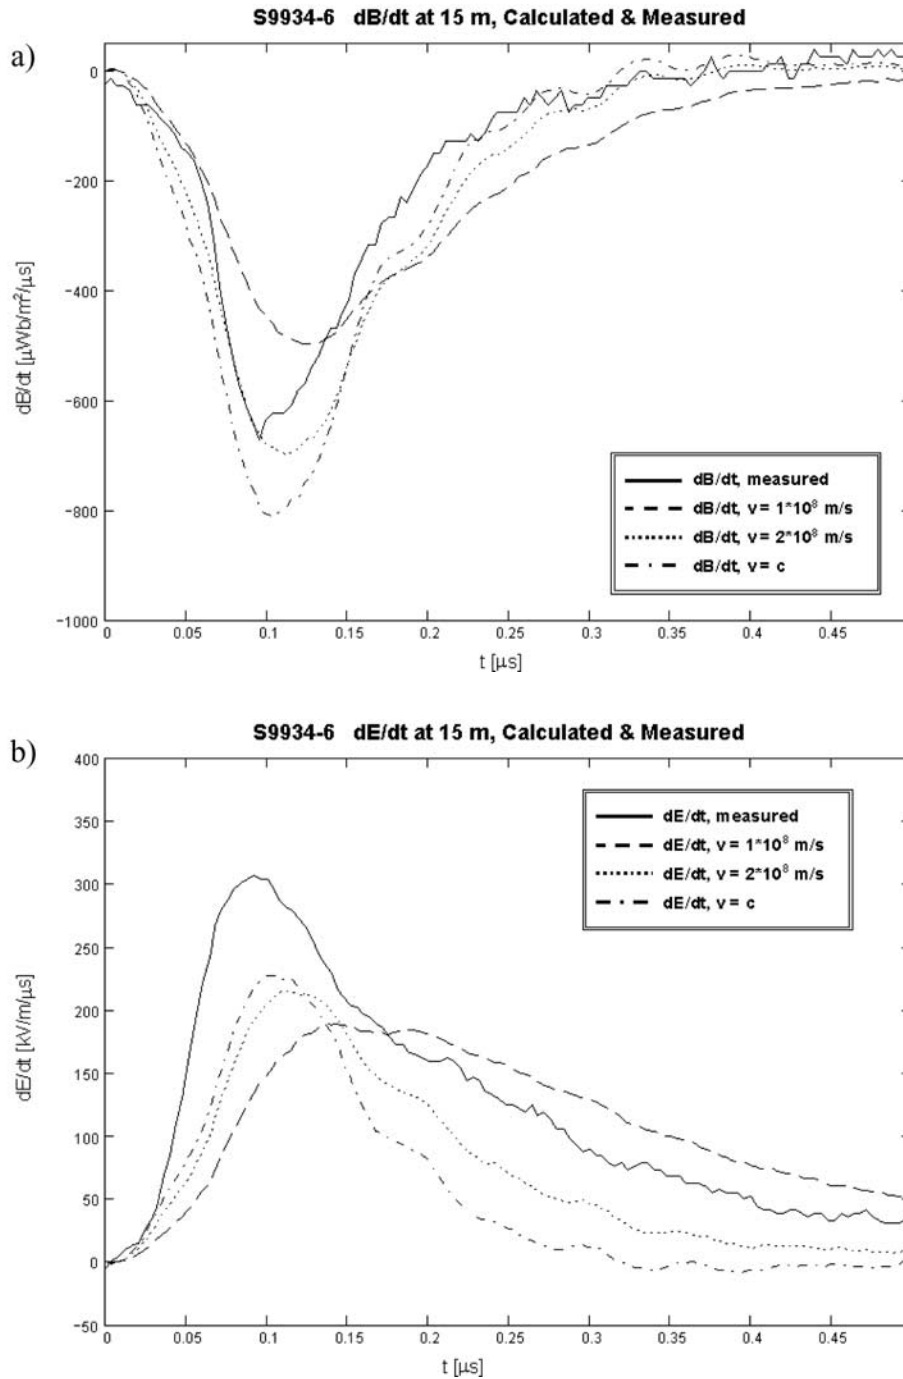 S9934-6 dB/dt at 15 m, Calculated & Measured
a)
0
-200
-400
-600
-800
-1000
dB/dt [μWb/m²/μs]
dB/dt, measured
dB/dt, v = 1*10⁸ m/s
dB/dt, v = 2*10⁸ m/s
dB/dt, v = c
0 0.05 0.1 0.15 0.2 0.25 0.3 0.35 0.4 0.45
t [μs]
S9934-6 dE/dt at 15 m, Calculated & Measured
b)
400
350
300
250
200
150
100
50
0
-50
dE/dt [kV/m/μs]
dE/dt, measured
dE/dt, v = 1*10⁸ m/s
dE/dt, v = 2*10⁸ m/s
dE/dt, v = c
0 0.05 0.1 0.15 0.2 0.25 0.3 0.35 0.4 0.45
t [μs]